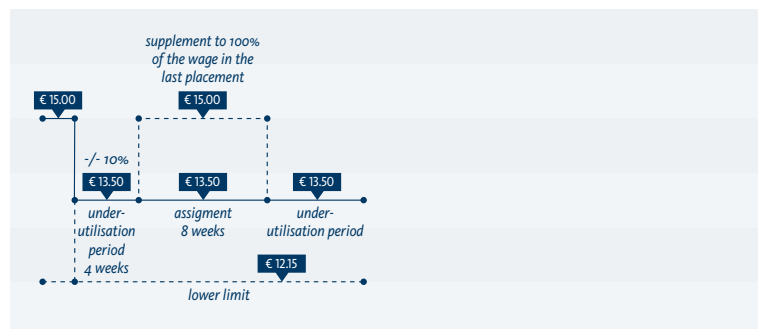 supplement to 100%
of the wage in the
last placement
€ 15.00
€ 15.00
-/- 10%
€ 13.50
€ 13.50
€ 13.50
under-
utilisation
period
4 weeks
assigment
8 weeks
under-
utilisation period
€ 12.15
lower limit